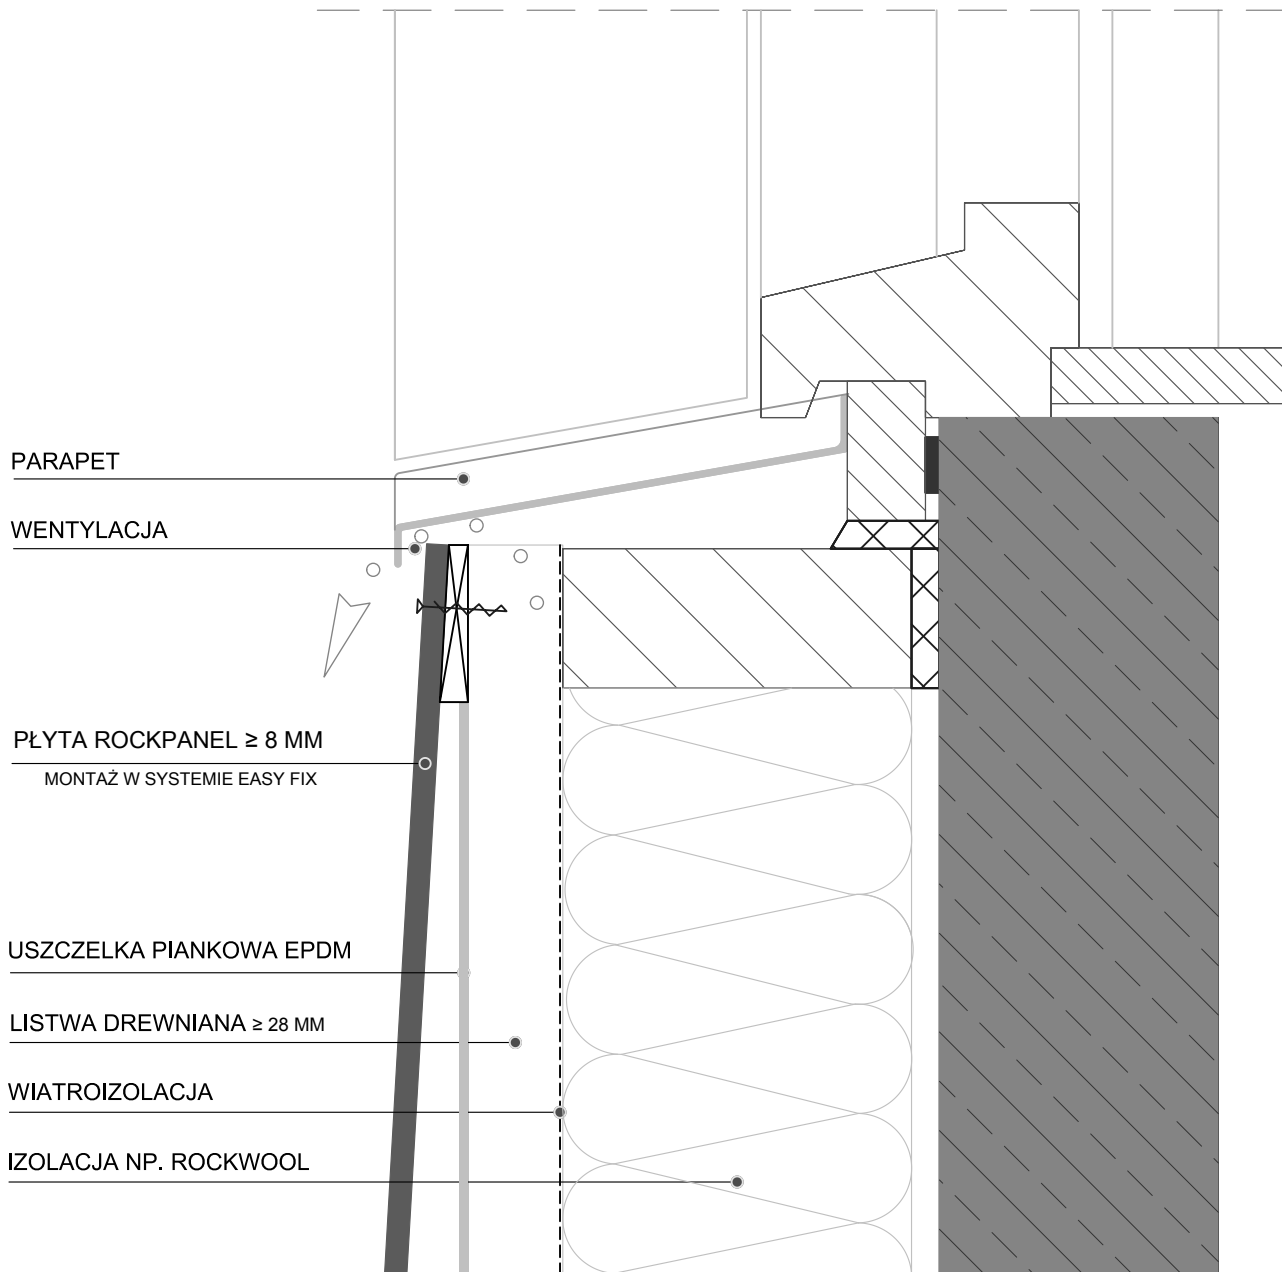 PARAPET
WENTYLACJA
PŁYTA ROCKPANEL ≥ 8 MM
MONTAŻ W SYSTEMIE EASY FIX
USZCZELKA PIANKOWA EPDM
LISTWA DREWNIANA ≥ 28 MM
WIATROIZOLACJA
IZOLACJA NP. ROCKWOOL